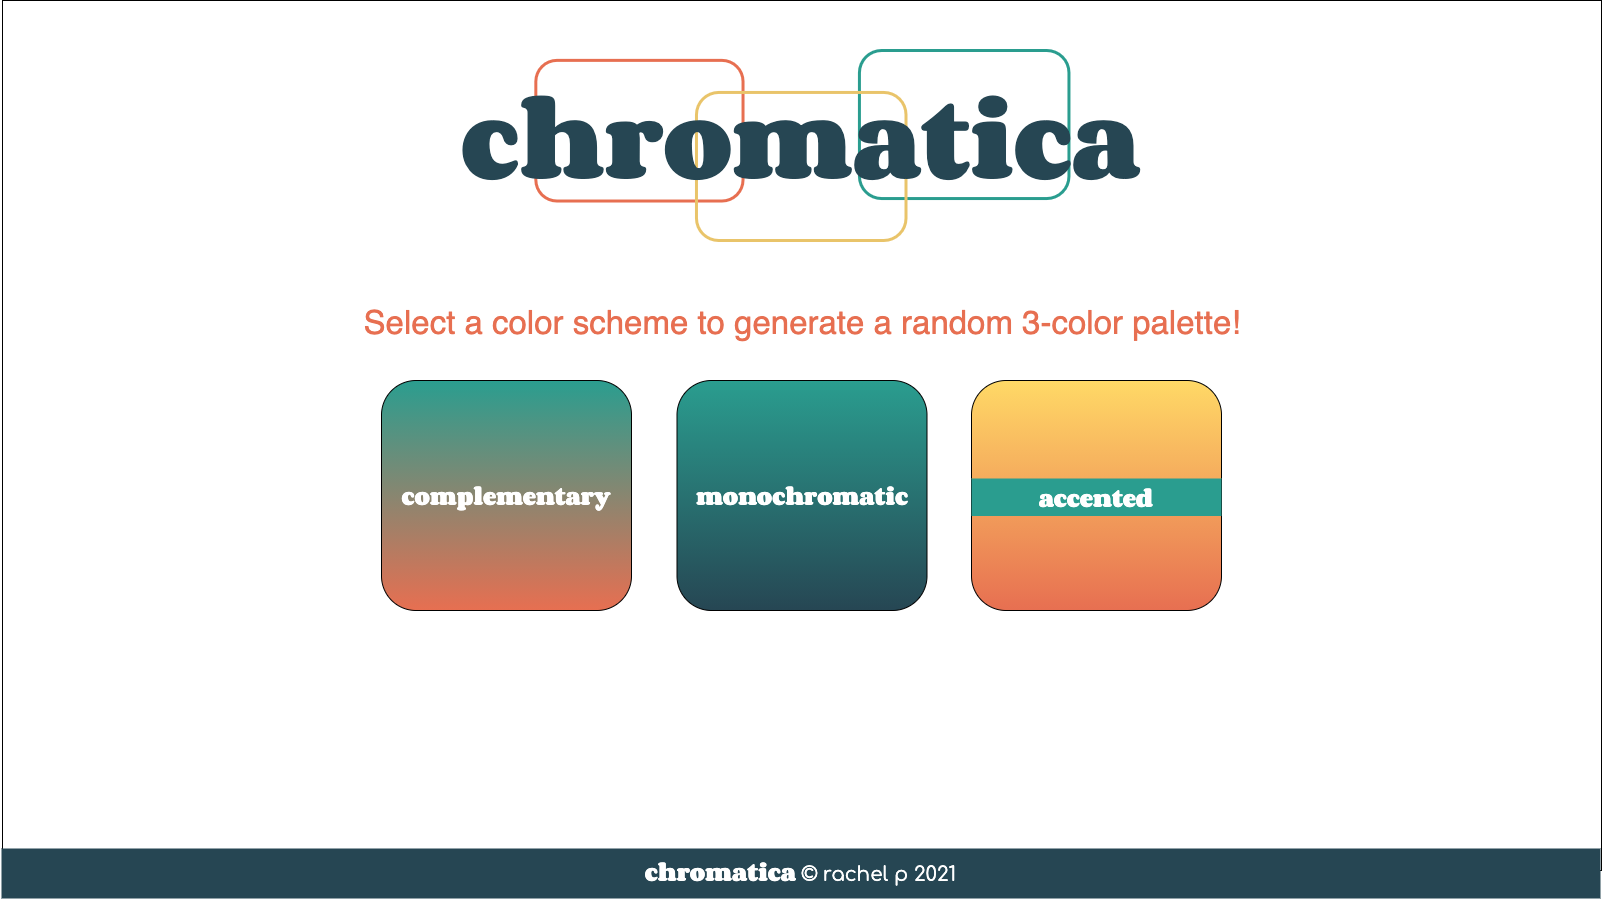 chromatica
Select a color scheme to generate a random 3-color palette!
complementary
monochromatic
accented
chromatica © rachel p 2021